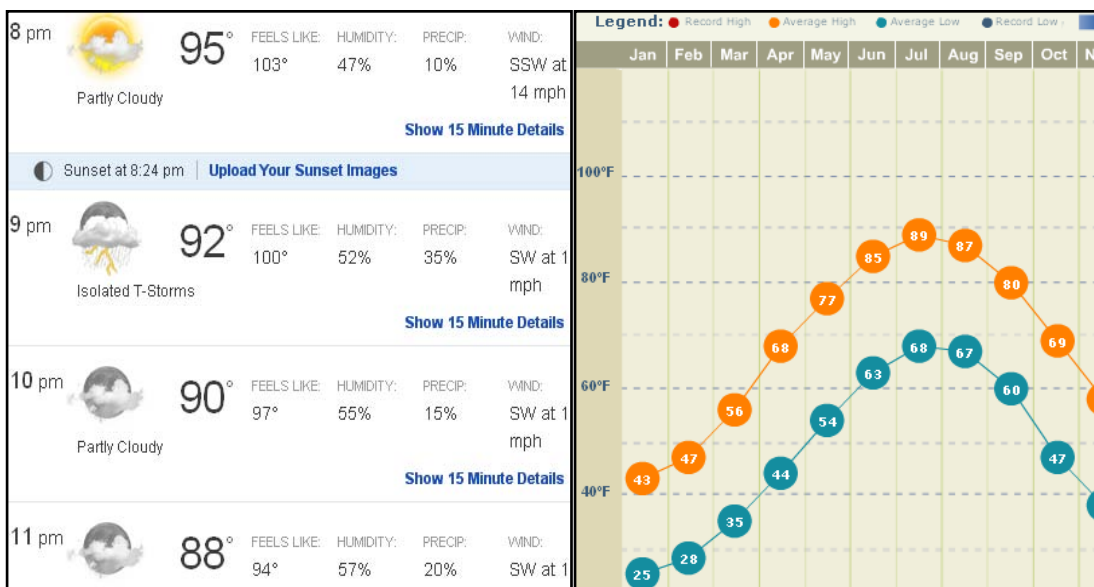 8 pm
95°
FEELS LIKE: HUMIDITY: PRECIP: WIND:
103° 47% 10% SSW at
14 mph
Partly Cloudy
Show 15 Minute Details
Sunset at 8:24 pm | Upload Your Sunset Images
9 pm
92°
FEELS LIKE: HUMIDITY: PRECIP: WIND:
100° 52% 35% SW at 1
mph
Isolated T-Storms
Show 15 Minute Details
10 pm
90°
FEELS LIKE: HUMIDITY: PRECIP: WIND:
97° 55% 15% SW at 1
mph
Partly Cloudy
Show 15 Minute Details
11 pm
88°
FEELS LIKE: HUMIDITY: PRECIP: WIND:
94° 57% 20% SW at 1
Legend: Record High Average High Average Low Record Low
Jan Feb Mar Apr May Jun Jul Aug Sep Oct N
100°F
80°F
60°F
40°F
43 47 56 68 77 85 89 87 80 69
25 28 35 44 54 63 68 67 60 47